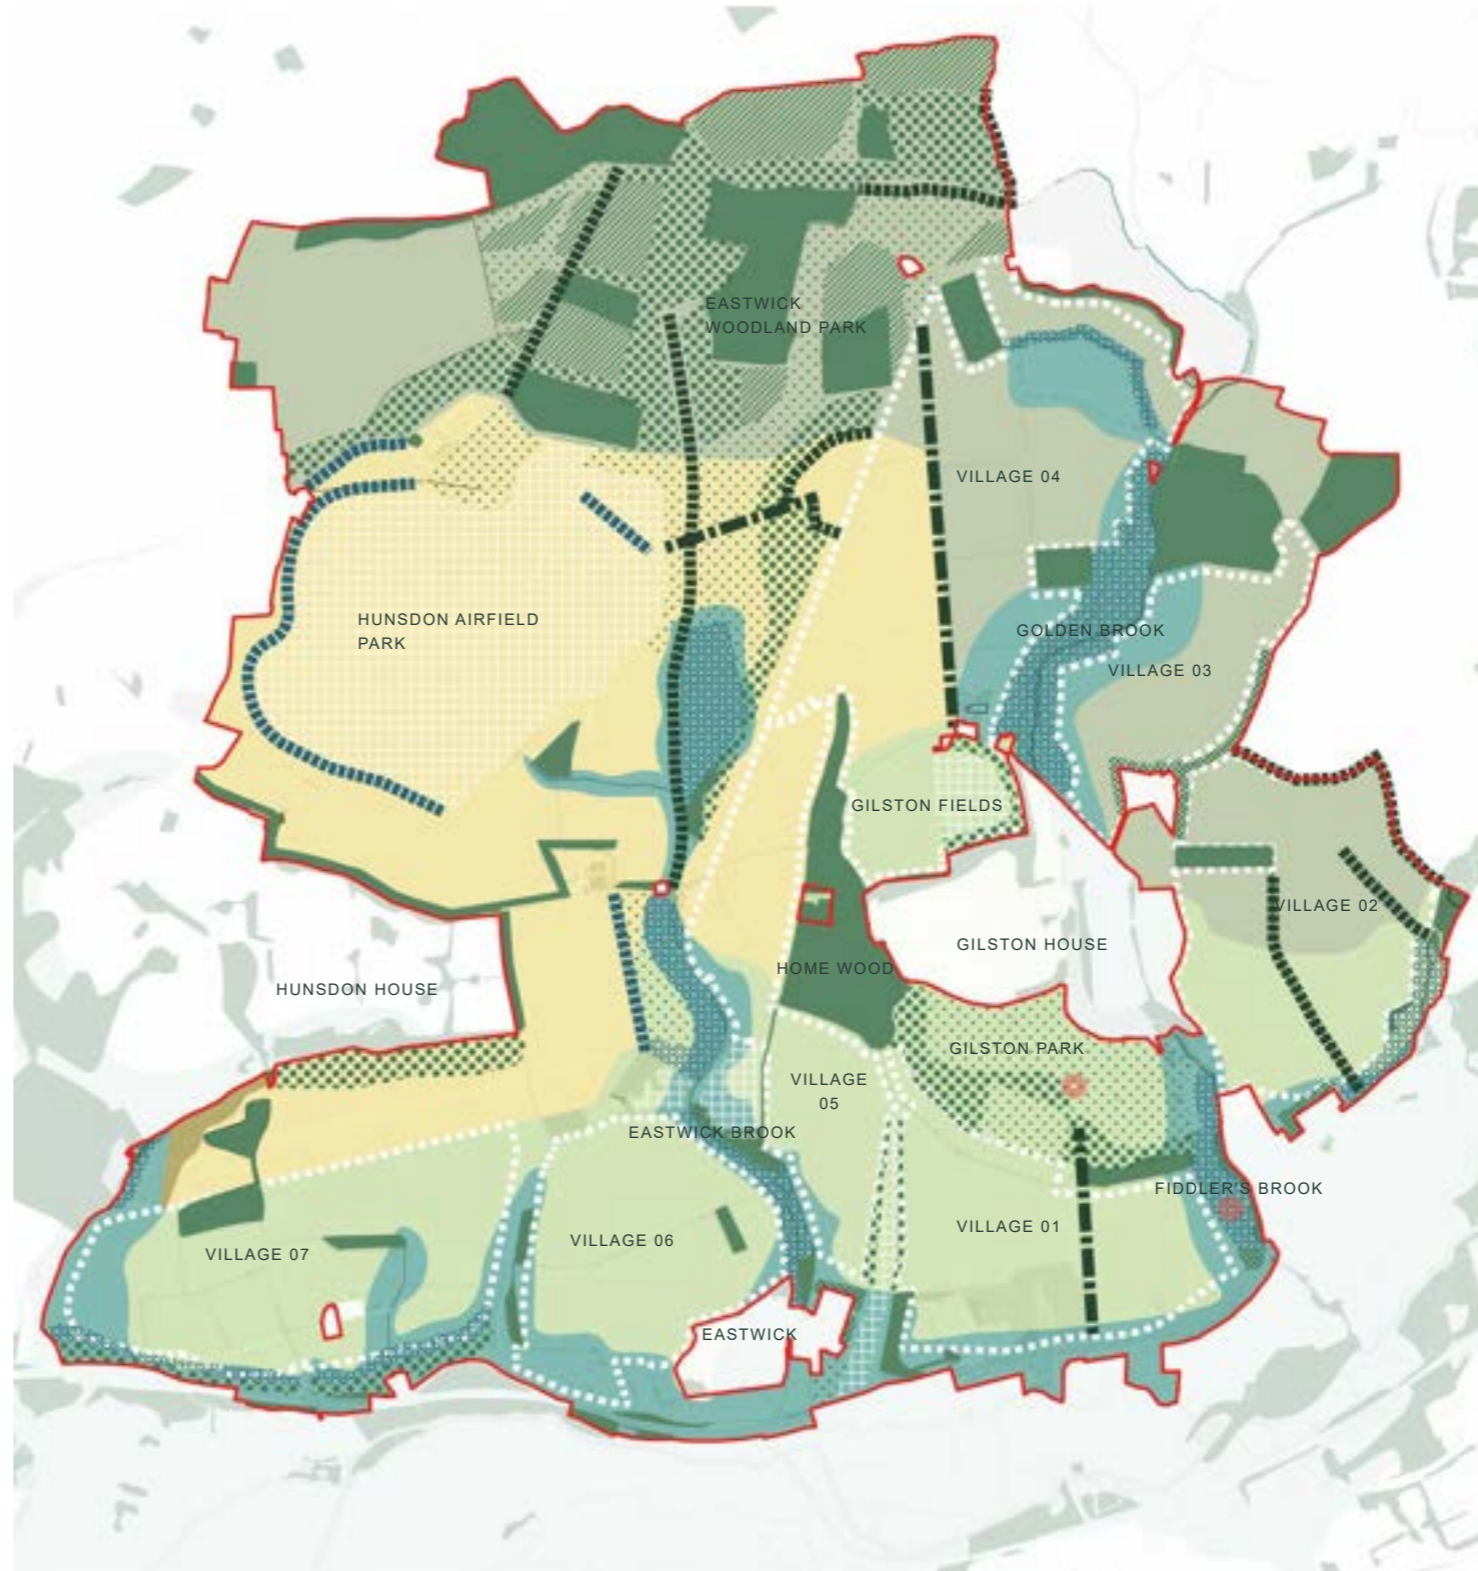 EASTWICK
WOODLAND PARK
VILLAGE 04
HUNSDON AIRFIELD
PARK
GOLDEN BROOK
VILLAGE 03
GILSTON FIELDS
VILLAGE 02
GILSTON HOUSE
HOME WOOD
HUNSDON HOUSE
GILSTON PARK
VILLAGE
05
EASTWICK BROOK
FIDDLER'S BROOK
VILLAGE 01
VILLAGE 06
VILLAGE 07
EASTWICK